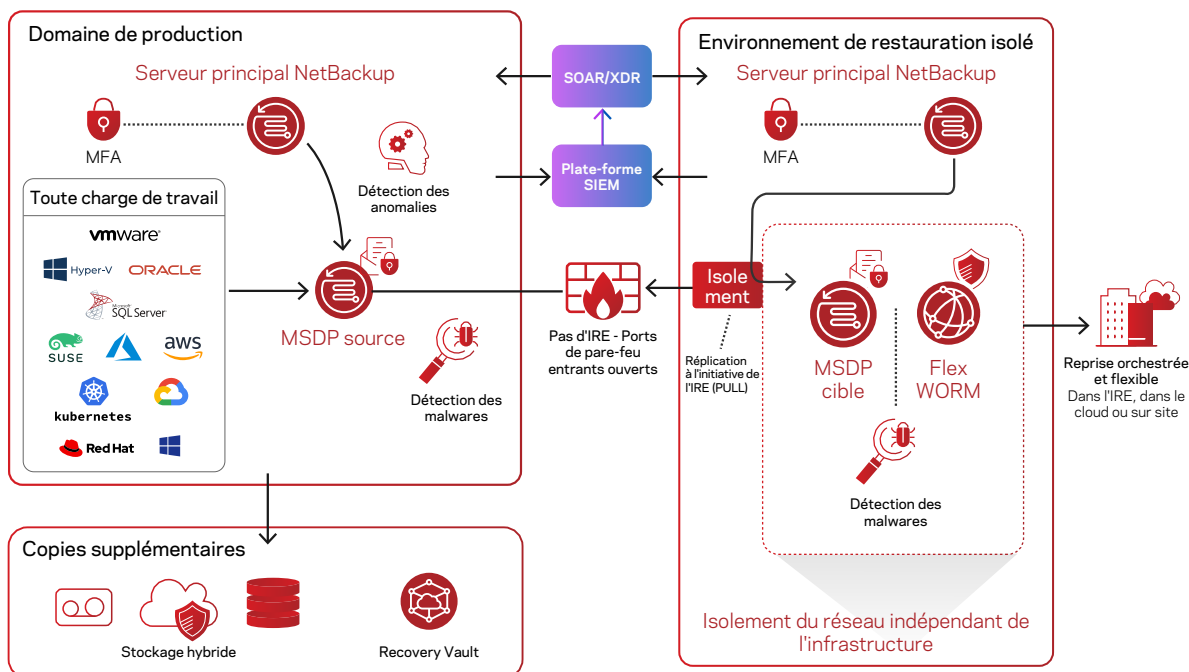 Domaine de production
Serveur principal NetBackup
MFA
Détection des
anomalies
Toute charge de travail
vmware®
Hyper-V
ORACLE
Microsoft
SQL Server
SUSE
aws
kubernetes
Red Hat
MSDP source
Détection des
malwares
SOAR/XDR
Plate-forme
SIEM
Pas d'IRE - Ports
de pare-feu
entrants ouverts
Environnement de restauration isolé
Serveur principal NetBackup
MFA
Isole
ment
Réplication
à l'initiative de
l'IRE (PULL)
MSDP
cible
Flex
WORM
Détection des
malwares
Isolement du réseau indépendant de
l'infrastructure
Reprise orchestrée
et flexible
Dans l'IRE, dans le
cloud ou sur site
Copies supplémentaires
Stockage hybride
Recovery Vault